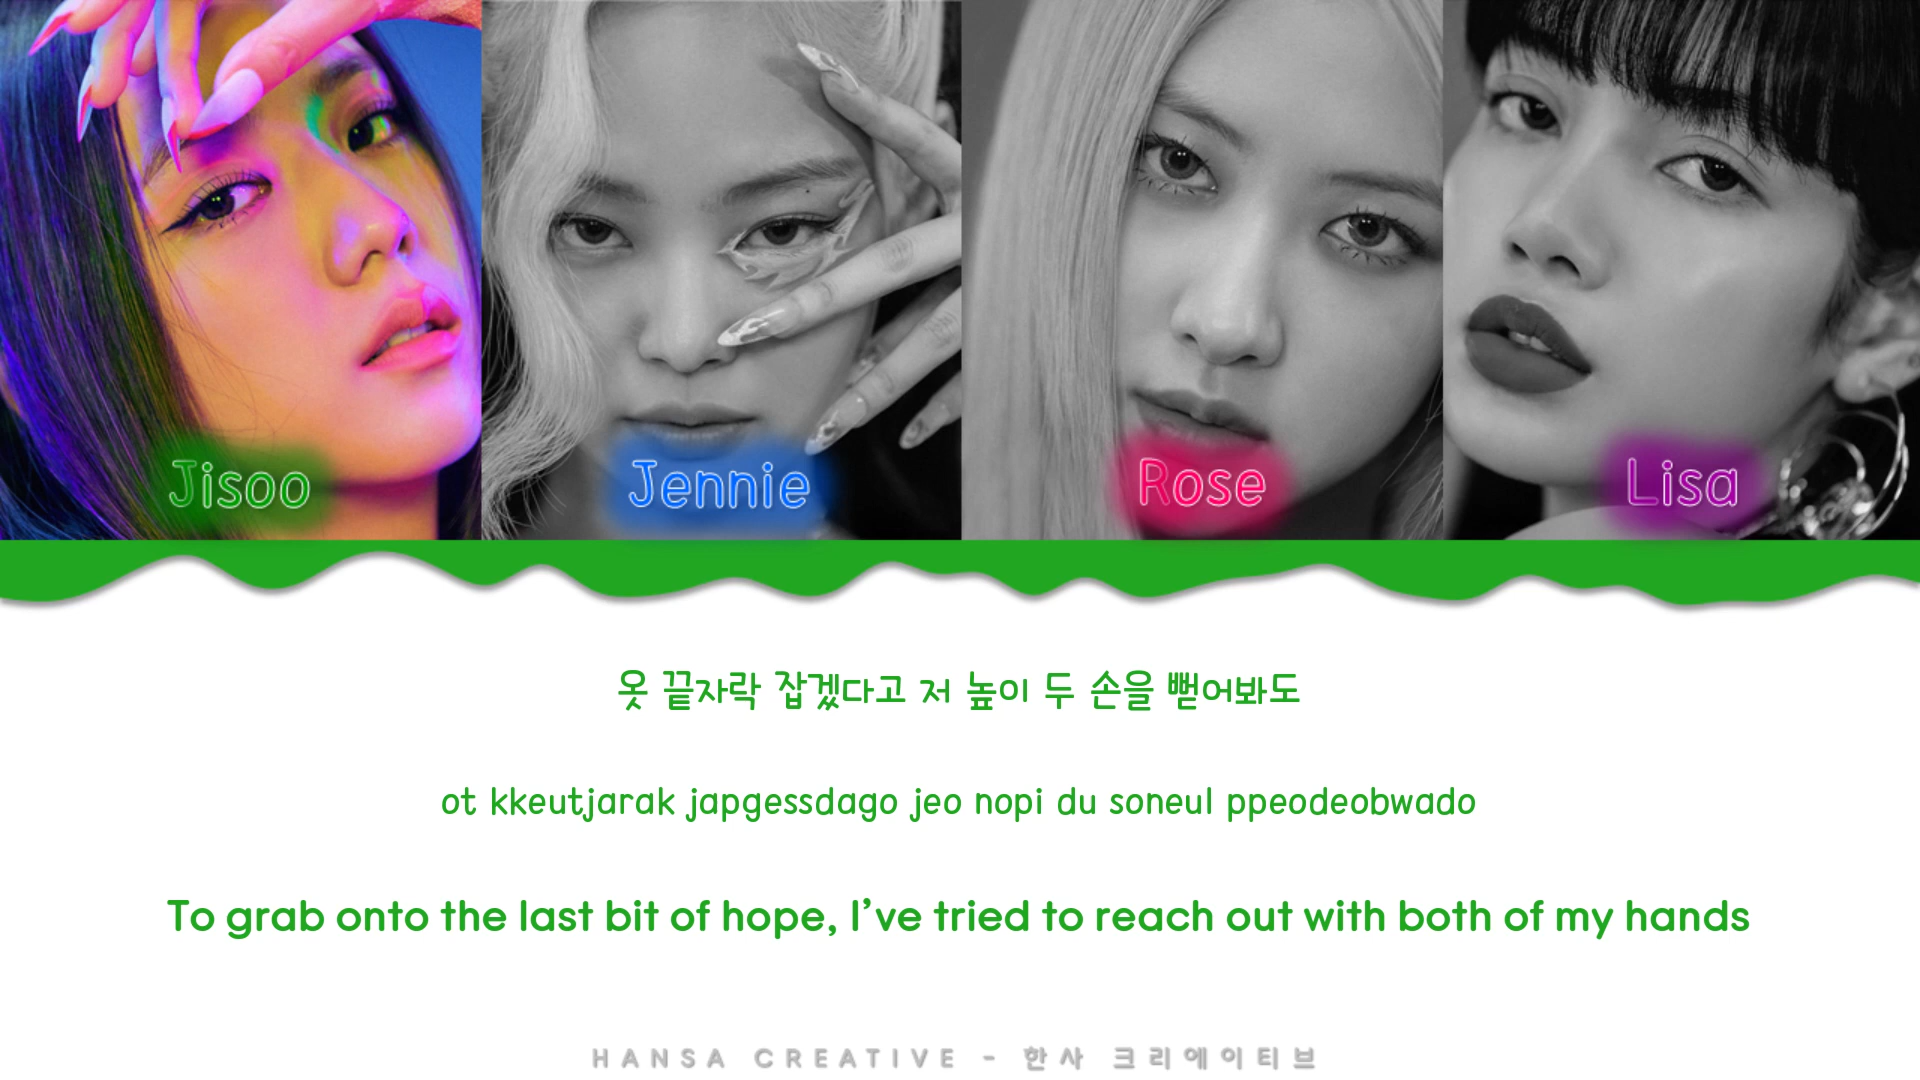 Jisoo
Jennie
Rose
Lisa
옷 끝자락 잡겠다고 저 높이 두 손을 뻗어봐도
ot kkeutjarak japgessdago jeo nopi du soneul ppeodeobwado
To grab onto the last bit of hope, I’ve tried to reach out with both of my hands
HANSA CREATIVE - 한사 크리에이티브